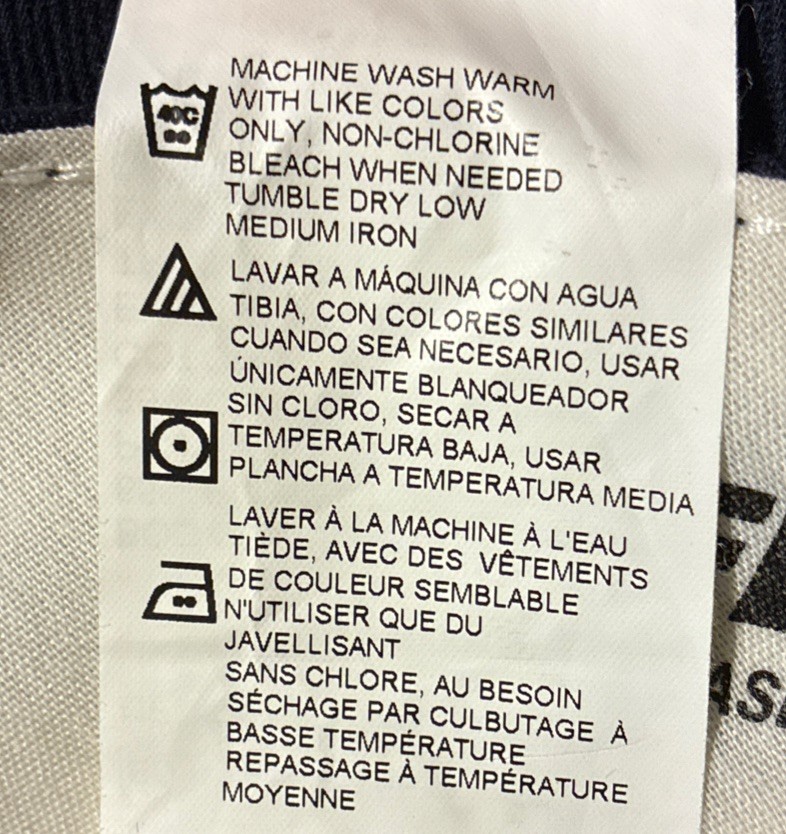 40C
MACHINE WASH WARM
WITH LIKE COLORS
ONLY, NON-CHLORINE
BLEACH WHEN NEEDED
TUMBLE DRY LOW
MEDIUM IRON
LAVAR A MÁQUINA CON AGUA
TIBIA, CON COLORES SIMILARES
CUANDO SEA NECESARIO, USAR
ÚNICAMENTE BLANQUEADOR
SIN CLORO, SECAR A
TEMPERATURA BAJA, USAR
PLANCHA A TEMPERATURA MEDIA
LAVER À LA MACHINE À L'EAU
TIÈDE, AVEC DES VÊTEMENTS
DE COULEUR SEMBLABLE
N'UTILISER QUE DU
JAVELLISANT
SANS CHLORE, AU BESOIN
SÉCHAGE PAR CULBUTAGE À
BASSE TEMPÉRATURE
REPASSAGE À TEMPÉRATURE
MOYENNE